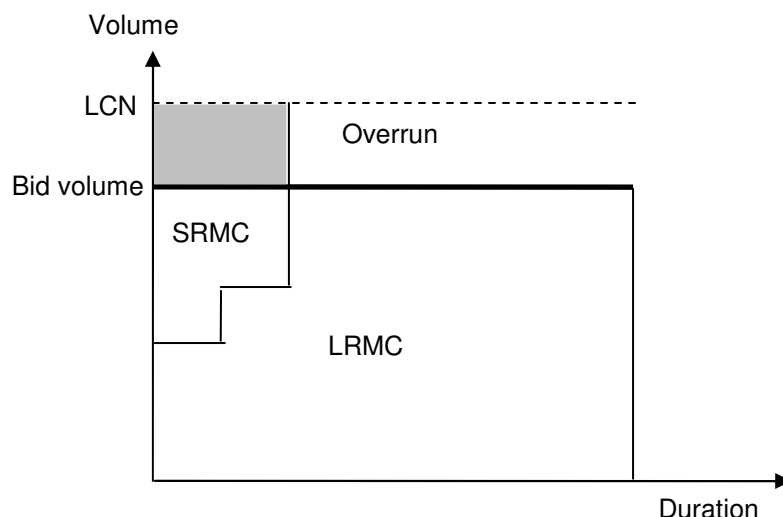 Volume
LCN
Overrun
Bid volume
SRMC
LRMC
Duration